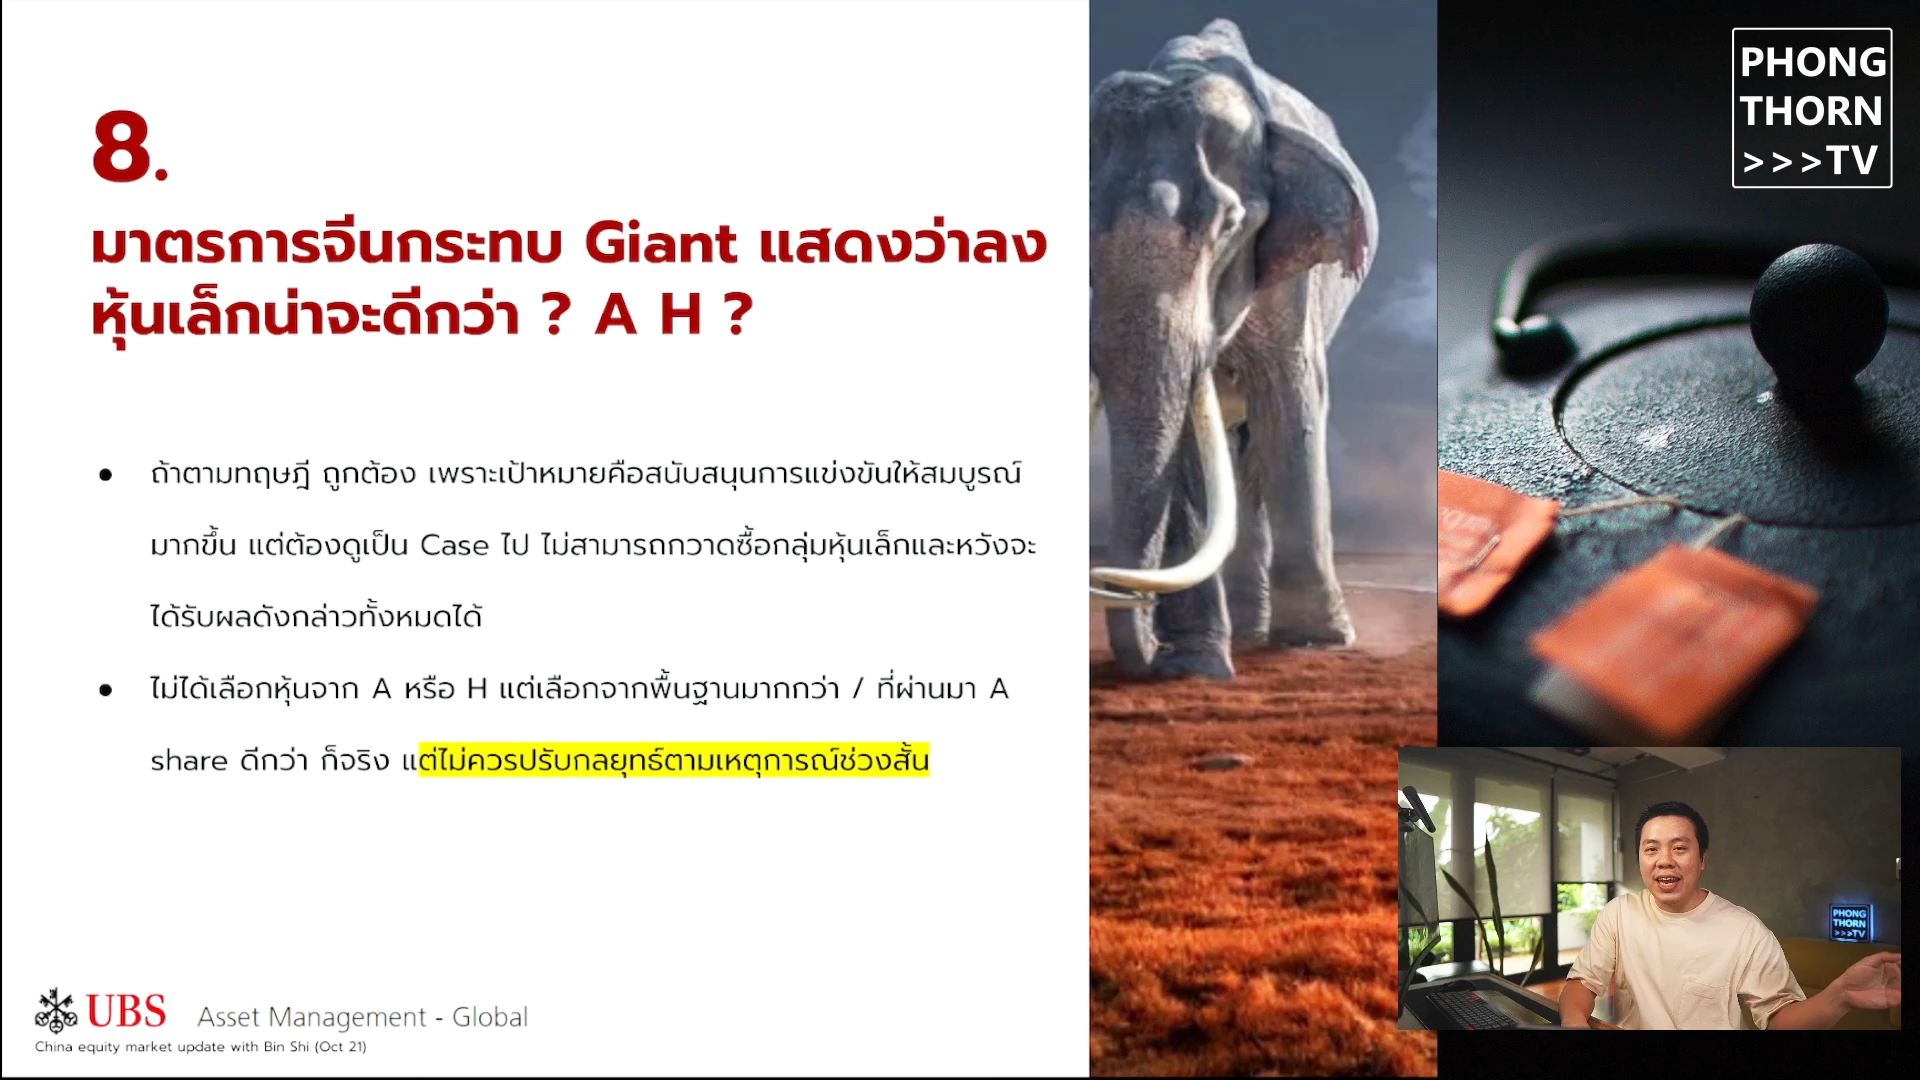 PHONG
THORN
>>>TV
8.
มาตรการจีนกระทบ Giant แสดงว่าลง
หุ้นเล็กน่าจะดีกว่า ? A H ?
● ถ้าตามทฤษฎี ถูกต้อง เพราะเป้าหมายคือสนับสนุนการแข่งขันให้สมบูรณ์
มากขึ้น แต่ต้องดูเป็น Case ไป ไม่สามารถกวาดซื้อกลุ่มหุ้นเล็กและหวังจะ
ได้รับผลดังกล่าวทั้งหมดได้
● ไม่ได้เลือกหุ้นจาก A หรือ H แต่เลือกจากพื้นฐานมากกว่า / ที่ผ่านมา A
share ดีกว่า ก็จริง แต่ไม่ควรปรับกลยุทธ์ตามเหตุการณ์ช่วงสั้น
UBS Asset Management - Global
China equity market update with Bin Shi (Oct 21)
PHONG
THORN
>>>TV